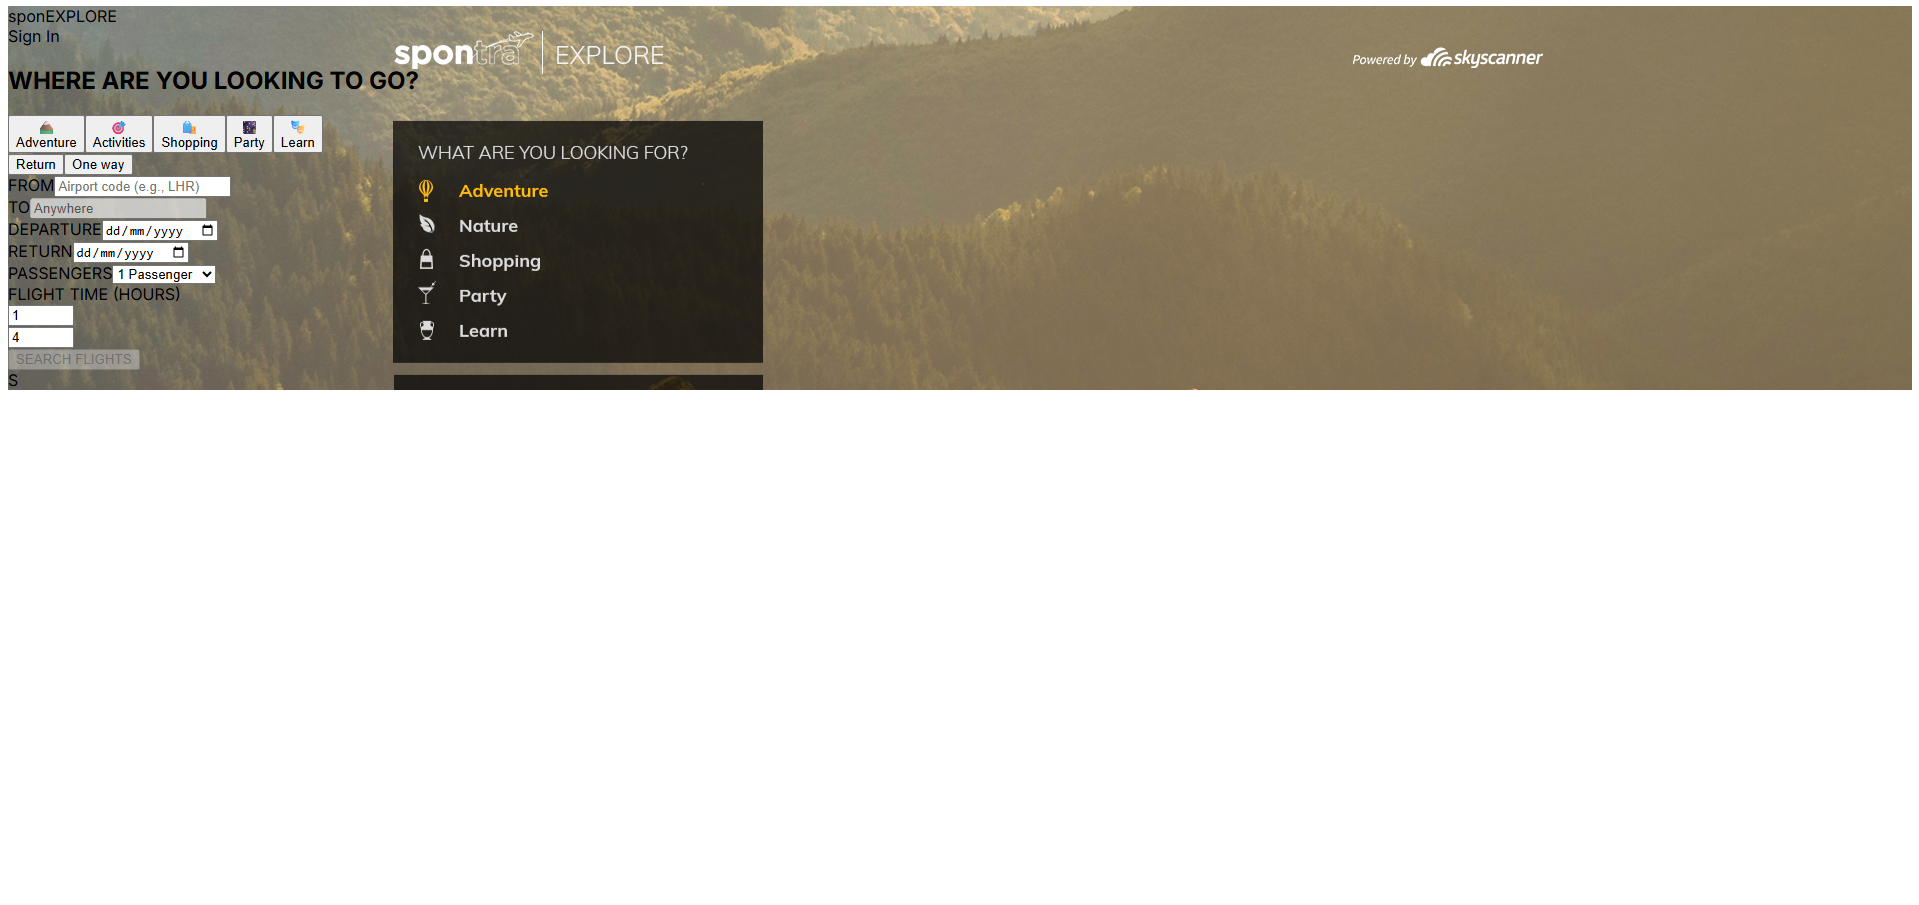 sponEXPLORE
Sign In
WHERE ARE YOU LOOKING TO GO?
Adventure Activities Shopping Party Learn
Return One way
FROM Airport code (e.g., LHR)
TO Anywhere
DEPARTURE dd/mm/yyyy
RETURN dd/mm/yyyy
PASSENGERS 1 Passenger
FLIGHT TIME (HOURS)
1
4
SEARCH FLIGHTS
S
spontra EXPLORE
Powered by skyscanner
WHAT ARE YOU LOOKING FOR?
Adventure
Nature
Shopping
Party
Learn